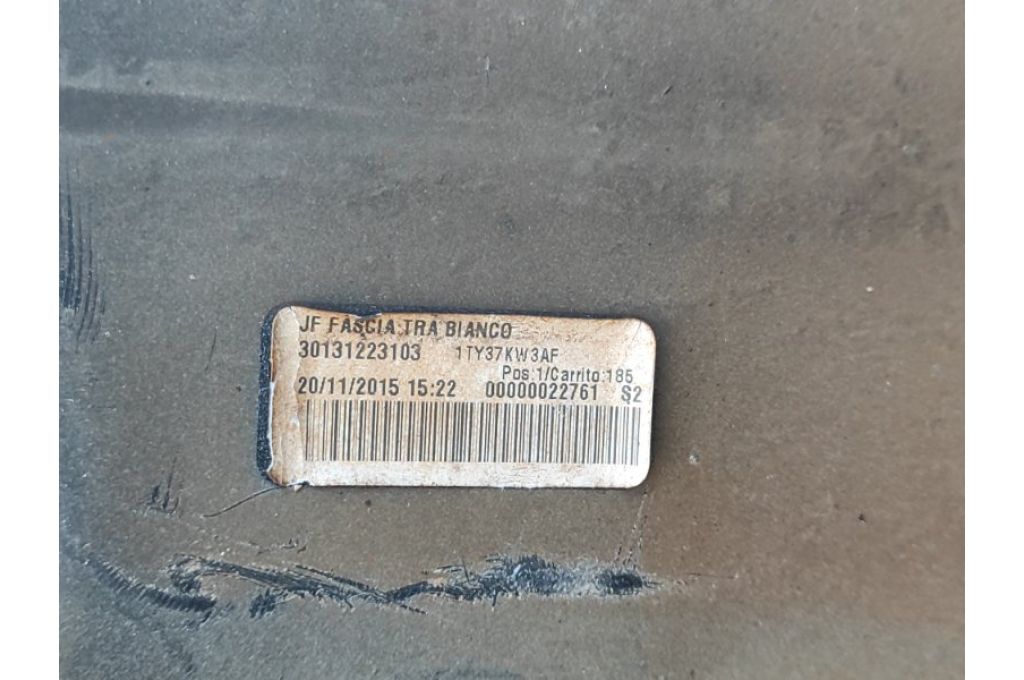 JF FASCIA TRA BIANCO
30131223103 1TY37KW3AF
Pos:1/Carrito:185
20/11/2015 15:22 00000022761 S2